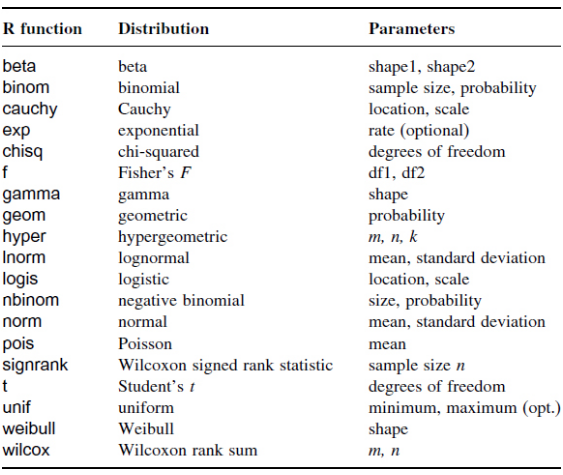 R function Distribution Parameters
beta beta shape1, shape2
binom binomial sample size, probability
cauchy Cauchy location, scale
exp exponential rate (optional)
chisq chi-squared degrees of freedom
f Fisher's F df1, df2
gamma gamma shape
geom geometric probability
hyper hypergeometric m, n, k
lnorm lognormal mean, standard deviation
logis logistic location, scale
nbinom negative binomial size, probability
norm normal mean, standard deviation
pois Poisson mean
signrank Wilcoxon signed rank statistic sample size n
t Student's t degrees of freedom
unif uniform minimum, maximum (opt.)
weibull Weibull shape
wilcox Wilcoxon rank sum m, n